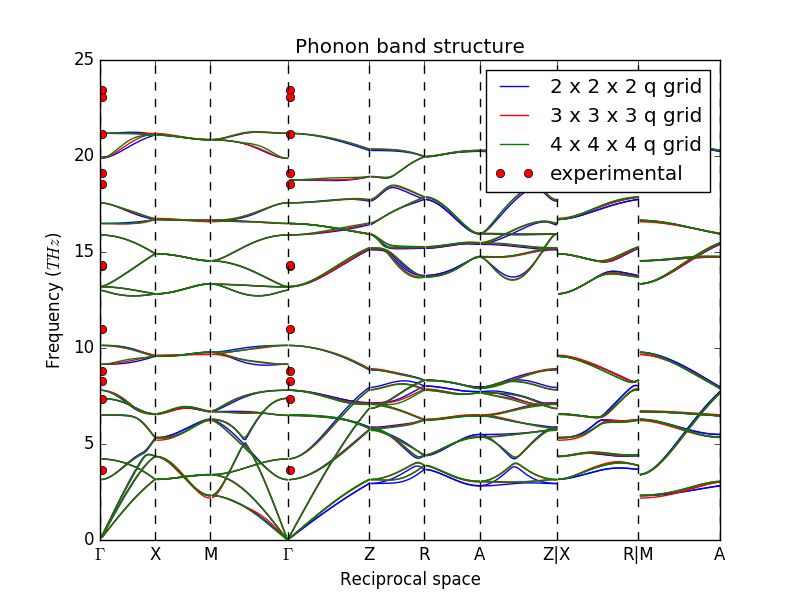 Phonon band structure
25
20
15
10
5
0
Frequency (THz)
2 x 2 x 2 q grid
3 x 3 x 3 q grid
4 x 4 x 4 q grid
experimental
Γ X M Γ Z R A Z|X R|M A
Reciprocal space